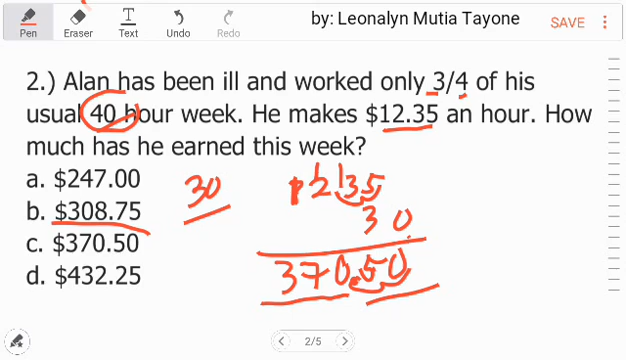 by: Leonalyn Mutia Tayone
SAVE
Pen
Eraser
Text
Undo
Redo
2.) Alan has been ill and worked only 3/4 of his
usual 40 hour week. He makes $12.35 an hour. How
much has he earned this week?
a. $247.00
b. $308.75
c. $370.50
d. $432.25
30
12 35
30
370.50
2/5